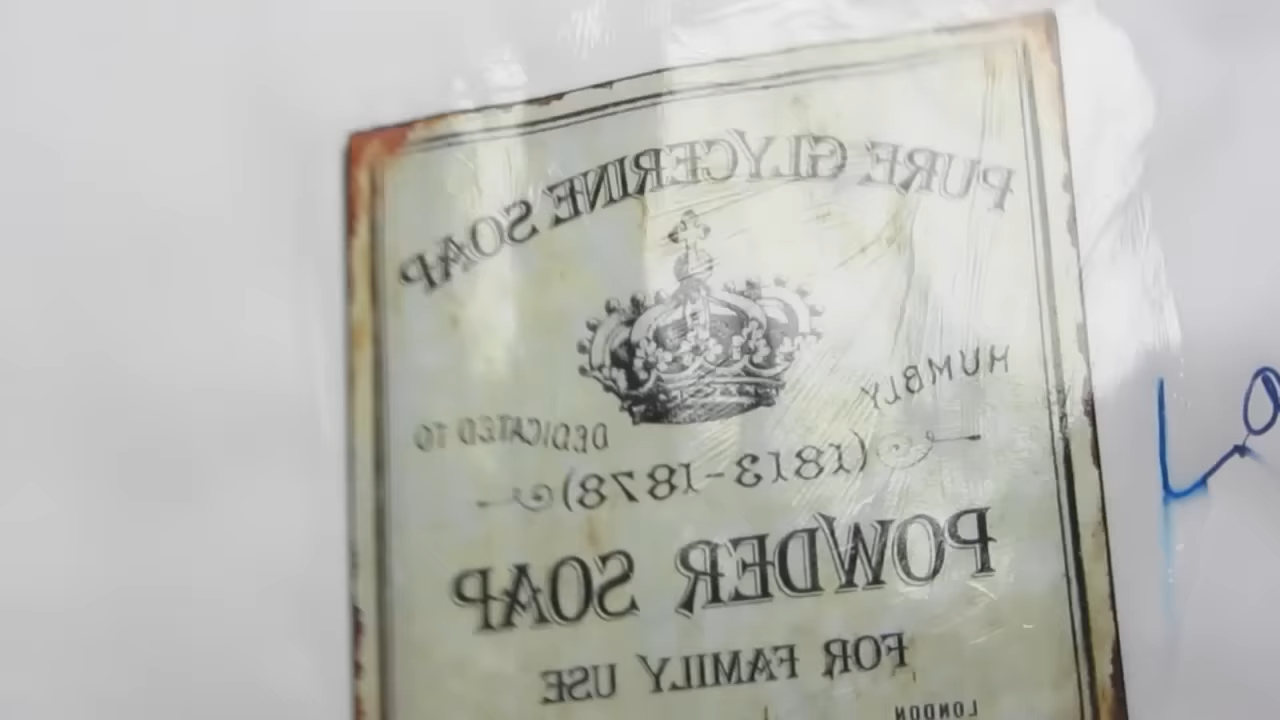 PURE GLYCERINE SOAP
HUMBLY
DEDICATED TO
(1813-1878)
POWDER SOAP
FOR FAMILY USE
LONDON